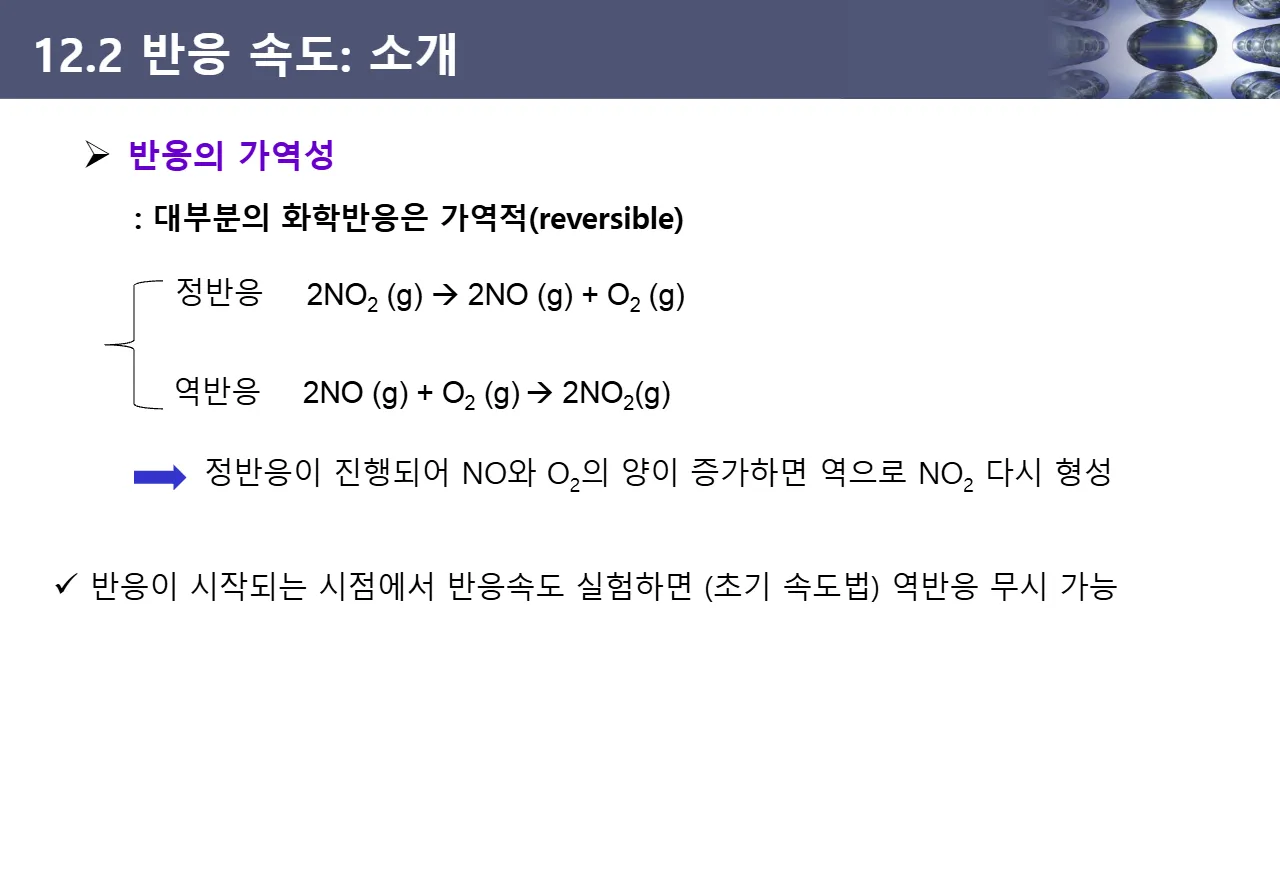 12.2 반응 속도: 소개
➢ 반응의 가역성
: 대부분의 화학반응은 가역적(reversible)
정반응 2NO₂ (g) → 2NO (g) + O₂ (g)
역반응 2NO (g) + O₂ (g) → 2NO₂(g)
정반응이 진행되어 NO와 O₂의 양이 증가하면 역으로 NO₂ 다시 형성
✓ 반응이 시작되는 시점에서 반응속도 실험하면 (초기 속도법) 역반응 무시 가능